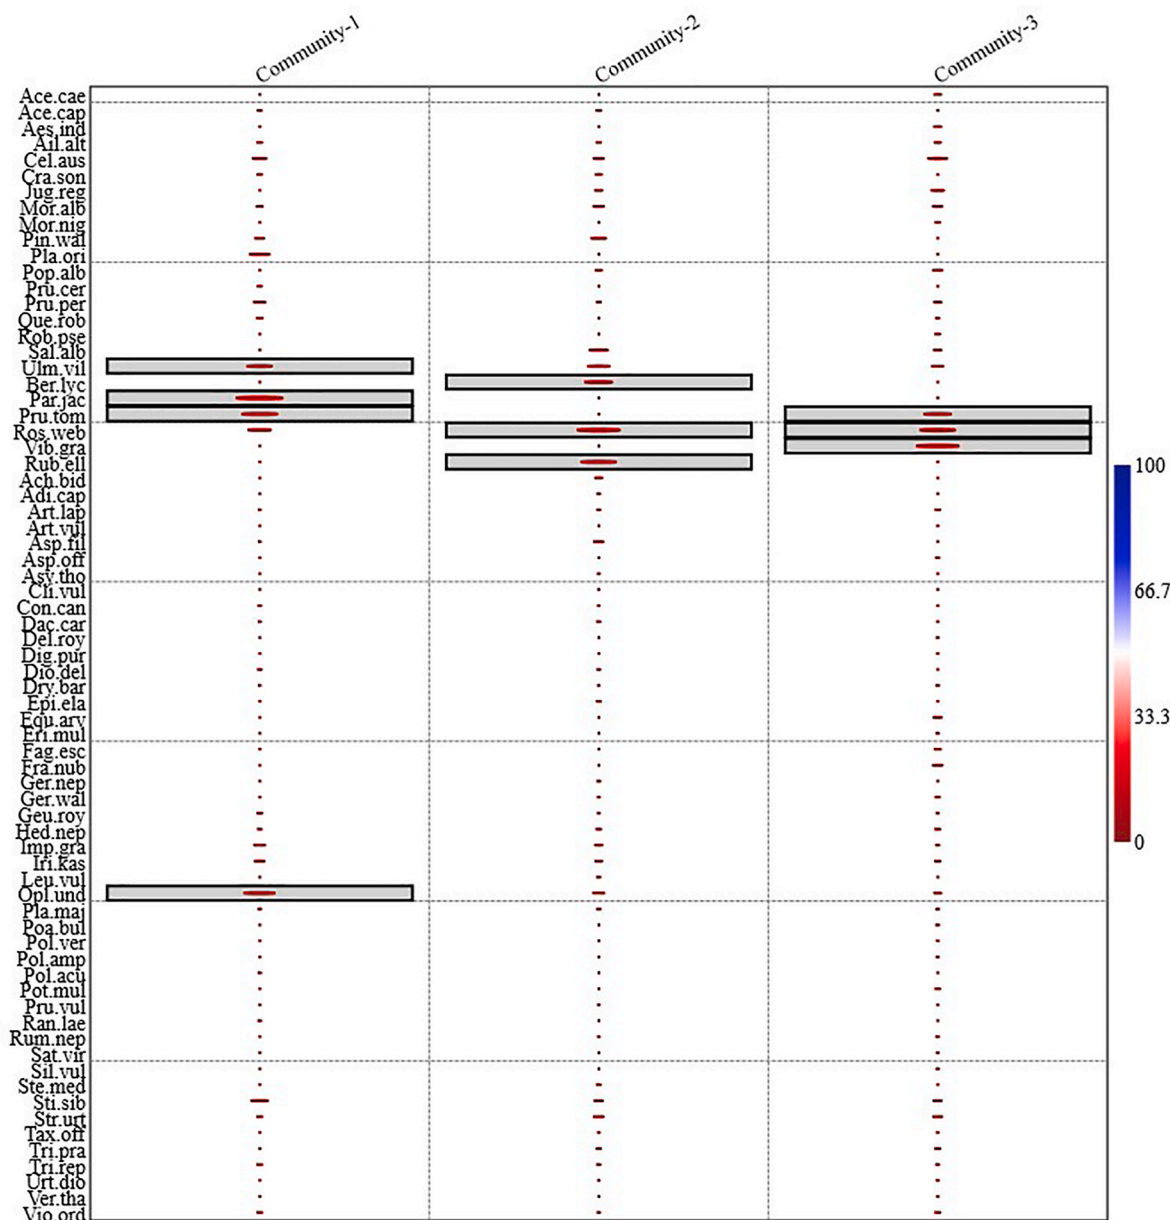 Community-1
Community-2
Community-3
Ace.cae
Ace.cap
Aes.ind
Ail.alt
Cel.aus
Cra.son
Jug.reg
Mor.alb
Mor.nig
Pin.wal
Pla.ori
Pop.alb
Pru.cer
Pru.per
Que.rob
Rob.pse
Sal.alb
Ulm.vil
Ber.lyc
Par.jac
Pru.tom
Ros.web
Vib.gra
Rub.ell
Ach.bid
Adi.cap
Art.lap
Art.vul
Asp.fil
Asp.off
Asy.tho
Cli.vul
Con.can
Dac.car
Del.roy
Dig.pur
Dio.del
Dry.bar
Epi.ela
Equ.arv
Eri.mul
Fag.esc
Fra.nub
Ger.nep
Ger.wal
Geu.roy
Hed.nep
Imp.gra
Iri.kas
Leu.vul
Opl.und
Pla.maj
Poa.bul
Pol.ver
Pol.amp
Pol.acu
Pot.mul
Pru.vul
Ran.lae
Rum.nep
Sat.vir
Sil.vul
Ste.med
Sti.sib
Str.urt
Tax.off
Tri.pra
Tri.rep
Urt.dio
Ver.tha
Vio.ord
100
66.7
33.3
0